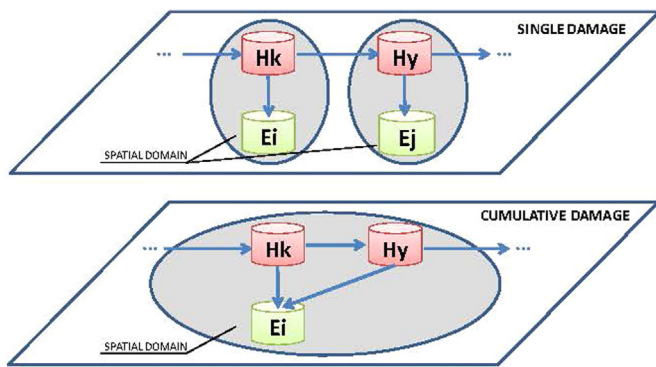 SINGLE DAMAGE
... Hk Hy ...
Ei Ej
SPATIAL DOMAIN
CUMULATIVE DAMAGE
... Hk Hy ...
Ei
SPATIAL DOMAIN